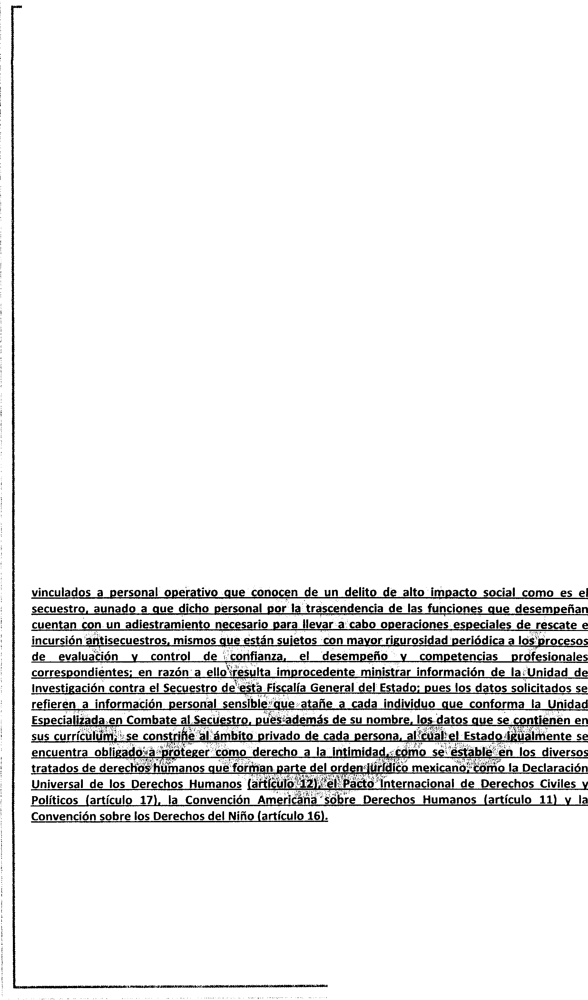 vinculados a personal operativo que conocen de un delito de alto impacto social como es el
secuestro, aunado a que dicho personal por la trascendencia de las funciones que desempeñan
cuentan con un adiestramiento necesario para llevar a cabo operaciones especiales de rescate e
incursión antisecuestros, mismos que están sujetos con mayor rigurosidad periódica a los procesos
de evaluación y control de confianza, el desempeño y competencias profesionales
correspondientes; en razón a ello resulta improcedente ministrar información de la Unidad de
Investigación contra el Secuestro de esta Fiscalía General del Estado; pues los datos solicitados se
refieren a información personal sensible que atañe a cada individuo que conforma la Unidad
Especializada en Combate al Secuestro, pues además de su nombre, los datos que se contienen en
sus currículum, se constriñe al ámbito privado de cada persona, al cual el Estado igualmente se
encuentra obligado a proteger como derecho a la intimidad, como se estable en los diversos
tratados de derechos humanos que forman parte del orden jurídico mexicano, como la Declaración
Universal de los Derechos Humanos (artículo 12), el Pacto Internacional de Derechos Civiles y
Políticos (artículo 17), la Convención Americana sobre Derechos Humanos (artículo 11) y la
Convención sobre los Derechos del Niño (artículo 16).